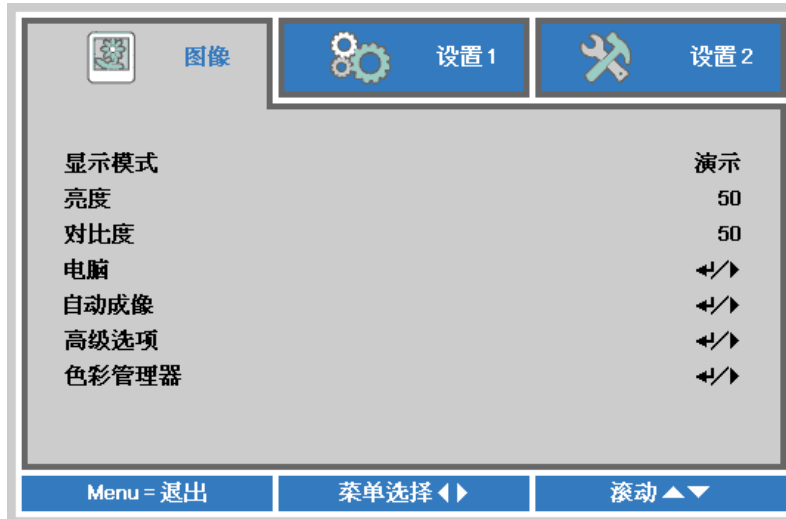 图像 设置1 设置2
显示模式 演示
亮度 50
对比度 50
电脑 ↵/▶
自动成像 ↵/▶
高级选项 ↵/▶
色彩管理器 ↵/▶
Menu = 退出 菜单选择◀▶ 滚动▲▼